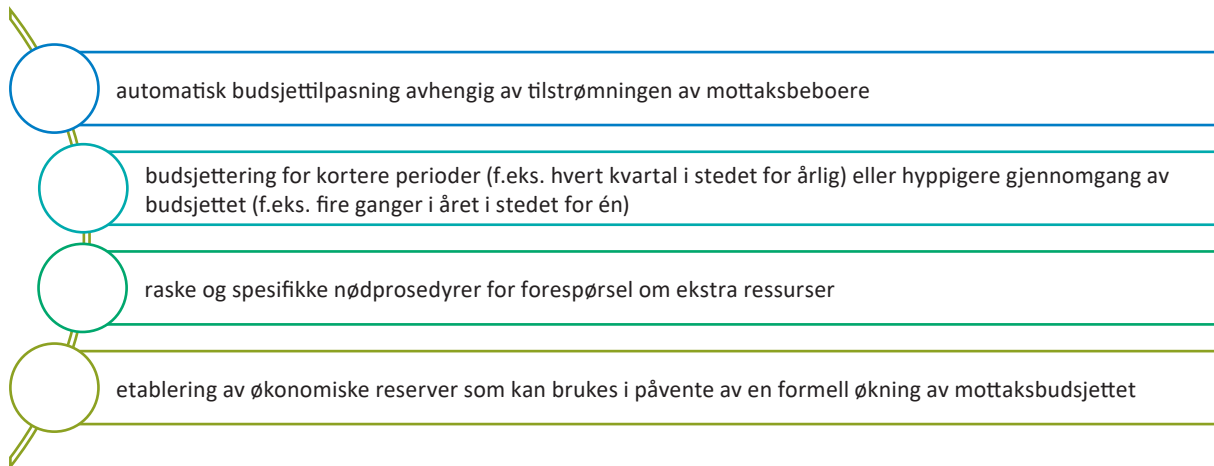 automatisk budsjettilpasning avhengig av tilstrømningen av mottaksbeboere
budsjettering for kortere perioder (f.eks. hvert kvartal i stedet for årlig) eller hyppigere gjennomgang av
budsjettet (f.eks. fire ganger i året i stedet for én)
raske og spesifikke nødprosedyrer for forespørsel om ekstra ressurser
etablering av økonomiske reserver som kan brukes i påvente av en formell økning av mottaksbudsjettet